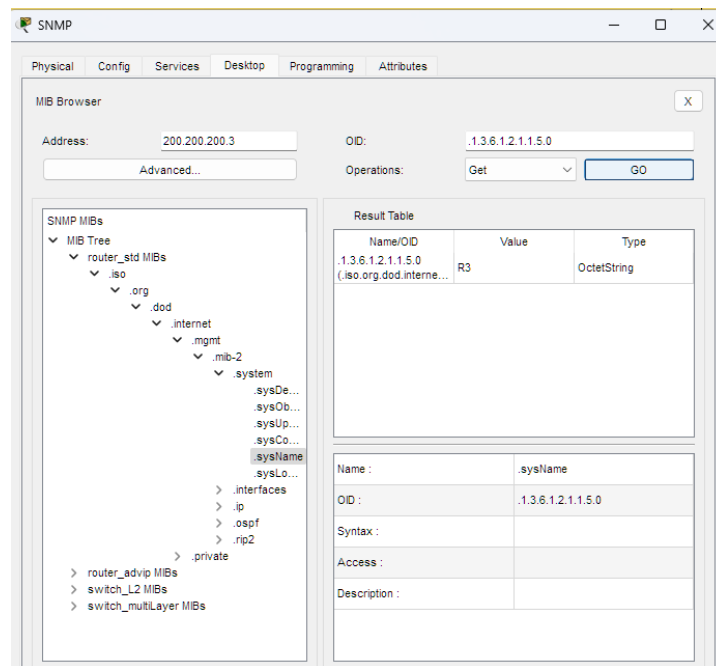 SNMP
Physical Config Services Desktop Programming Attributes
MIB Browser
X
Address: 200.200.200.3 OID: .1.3.6.1.2.1.1.5.0
Advanced... Operations: Get GO
SNMP MIBs
MIB Tree
router_std MIBs
.iso
.org
.dod
.internet
.mgmt
.mib-2
.system
.sysDe...
.sysOb...
.sysUp...
.sysCo...
.sysName
.sysLo...
.interfaces
.ip
.ospf
.rip2
.private
router_advip MIBs
switch_L2 MIBs
switch_multiLayer MIBs
Result Table
Name/OID Value Type
.1.3.6.1.2.1.1.5.0
(.iso.org.dod.interne... R3 OctetString
Name : .sysName
OID : .1.3.6.1.2.1.1.5.0
Syntax :
Access :
Description :